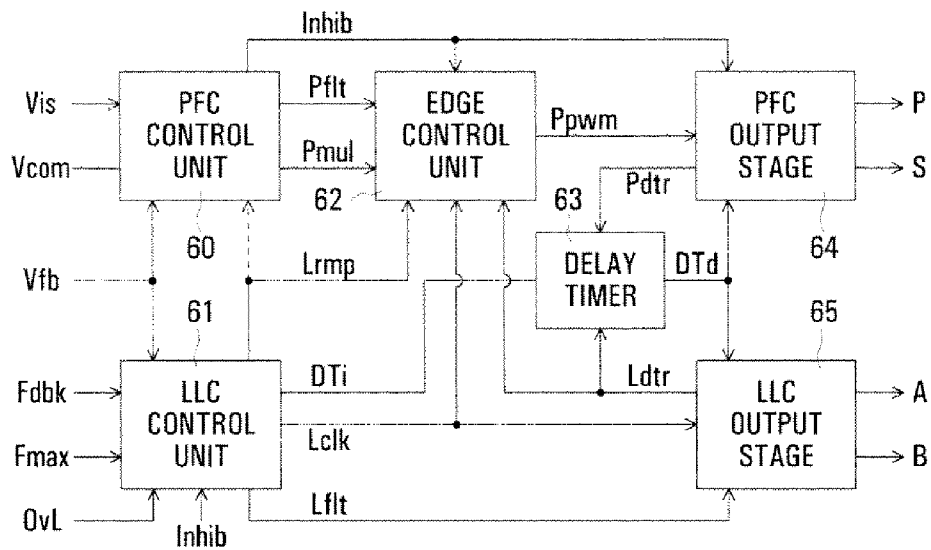 Inhib
Vis
PFC
CONTROL
UNIT
Pflt
EDGE
CONTROL
UNIT
PFC
OUTPUT
STAGE
P
Vcom
Pmul
Ppwm
S
62
Pdtr
63
60
64
Vfb
Lrmp
DELAY
TIMER
DTd
61
65
Fdbk
LLC
CONTROL
UNIT
DTi
Ldtr
LLC
OUTPUT
STAGE
A
Fmax
Lclk
B
OvL
Inhib
Lflt